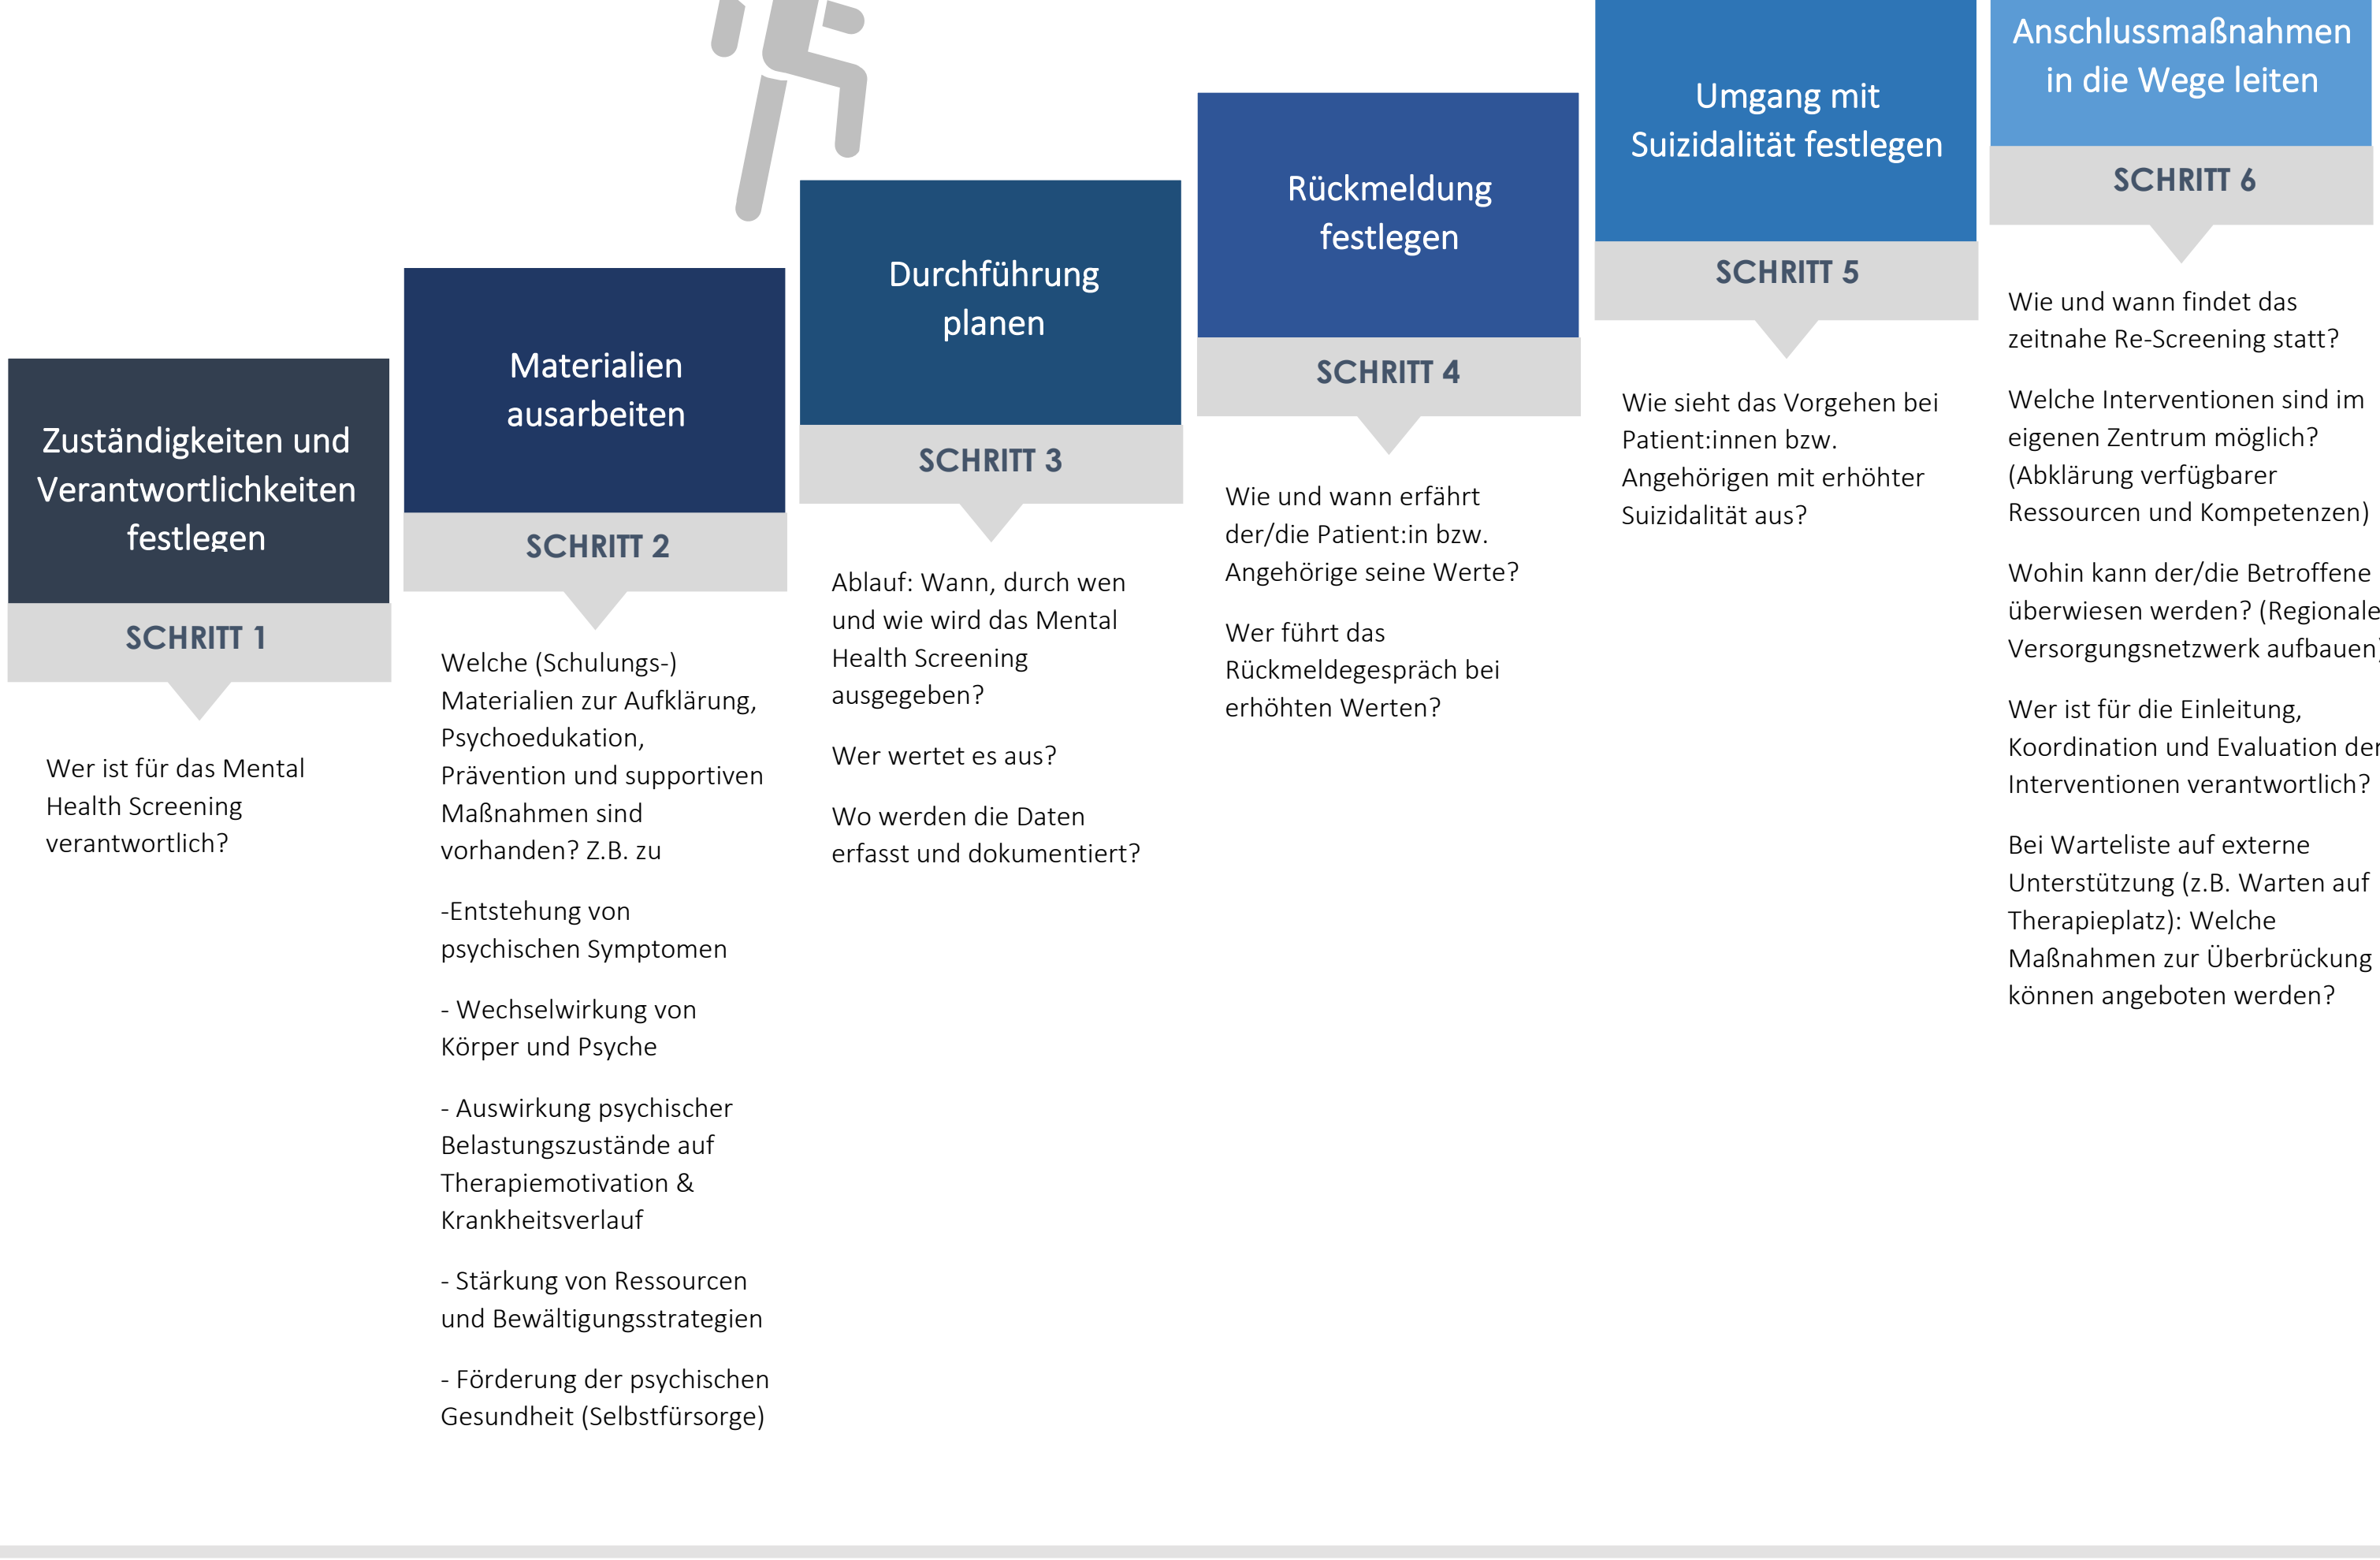 Zuständigkeiten und
Verantwortlichkeiten
festlegen
SCHRITT 1
Wer ist für das Mental
Health Screening
verantwortlich?
Materialien
ausarbeiten
SCHRITT 2
Welche (Schulungs-)
Materialien zur Aufklärung,
Psychoedukation,
Prävention und supportiven
Maßnahmen sind
vorhanden? Z.B. zu
-Entstehung von
psychischen Symptomen
- Wechselwirkung von
Körper und Psyche
- Auswirkung psychischer
Belastungszustände auf
Therapiemotivation &
Krankheitsverlauf
- Stärkung von Ressourcen
und Bewältigungsstrategien
- Förderung der psychischen
Gesundheit (Selbstfürsorge)
Durchführung
planen
SCHRITT 3
Ablauf: Wann, durch wen
und wie wird das Mental
Health Screening
ausgegeben?
Wer wertet es aus?
Wo werden die Daten
erfasst und dokumentiert?
Rückmeldung
festlegen
SCHRITT 4
Wie und wann erfährt
der/die Patient:in bzw.
Angehörige seine Werte?
Wer führt das
Rückmeldegespräch bei
erhöhten Werten?
Umgang mit
Suizidalität festlegen
SCHRITT 5
Wie sieht das Vorgehen bei
Patient:innen bzw.
Angehörigen mit erhöhter
Suizidalität aus?
Anschlussmaßnahmen
in die Wege leiten
SCHRITT 6
Wie und wann findet das
zeitnahe Re-Screening statt?
Welche Interventionen sind im
eigenen Zentrum möglich?
(Abklärung verfügbarer
Ressourcen und Kompetenzen)
Wohin kann der/die Betroffene
überwiesen werden? (Regionale
Versorgungsnetzwerk aufbauen)
Wer ist für die Einleitung,
Koordination und Evaluation der
Interventionen verantwortlich?
Bei Warteliste auf externe
Unterstützung (z.B. Warten auf
Therapieplatz): Welche
Maßnahmen zur Überbrückung
können angeboten werden?